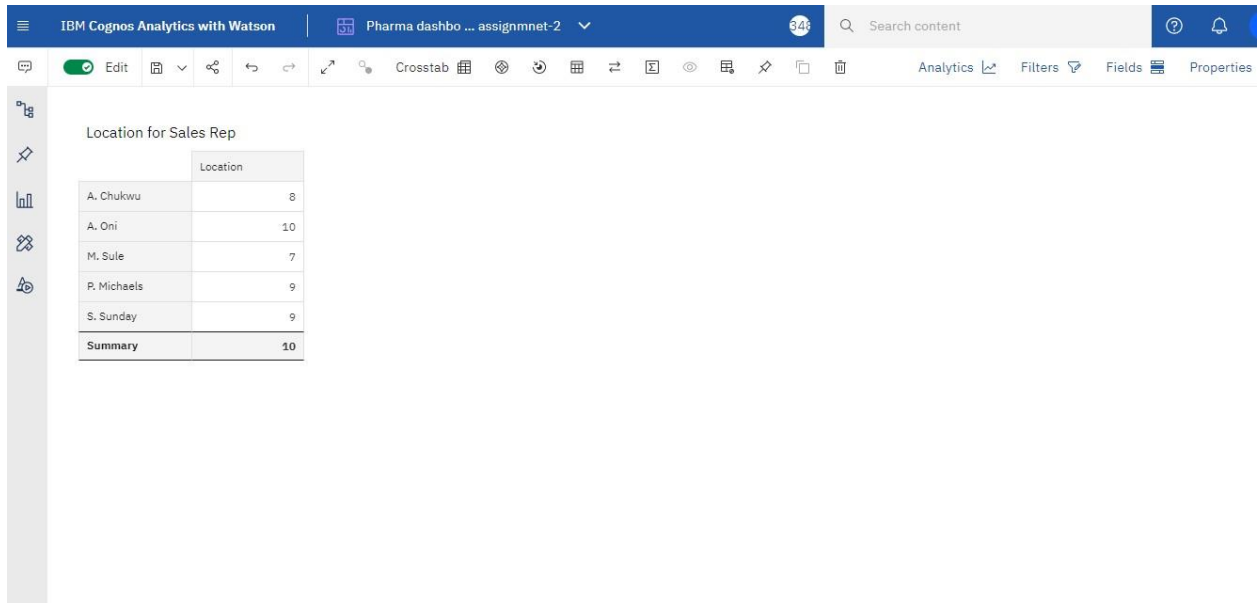 IBM Cognos Analytics with Watson Pharma dashbo ... assignmnet-2 348 Search content
Edit Crosstab Analytics Filters Fields Properties
Location for Sales Rep
Location
A. Chukwu 8
A. Oni 10
M. Sule 7
P. Michaels 9
S. Sunday 9
Summary 10